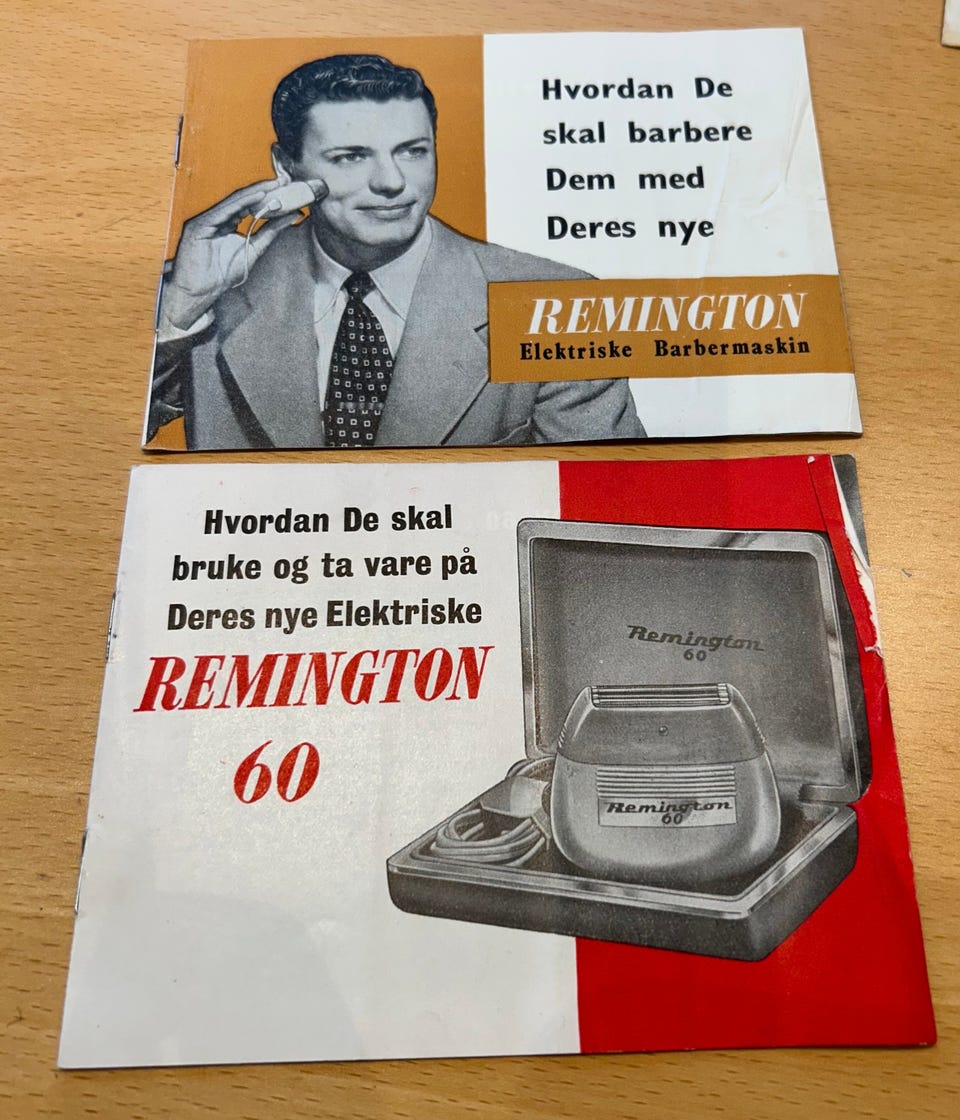 Hvordan De
skal barbere
Dem med
Deres nye
REMINGTON
Elektriske Barbermaskin
Hvordan De skal
bruke og ta vare på
Deres nye Elektriske
REMINGTON
60
Remington
60
Remington
60